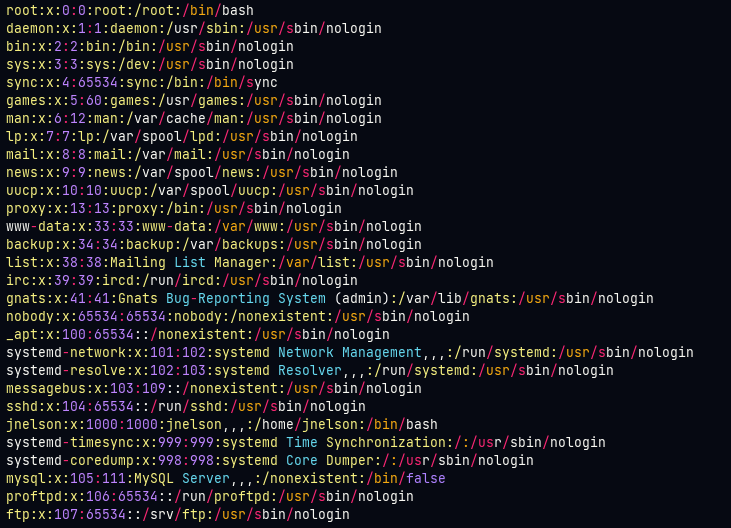 root:x:0:0:root:/root:/bin/bash
daemon:x:1:1:daemon:/usr/sbin:/usr/sbin/nologin
bin:x:2:2:bin:/bin:/usr/sbin/nologin
sys:x:3:3:sys:/dev:/usr/sbin/nologin
sync:x:4:65534:sync:/bin:/bin/sync
games:x:5:60:games:/usr/games:/usr/sbin/nologin
man:x:6:12:man:/var/cache/man:/usr/sbin/nologin
lp:x:7:7:lp:/var/spool/lpd:/usr/sbin/nologin
mail:x:8:8:mail:/var/mail:/usr/sbin/nologin
news:x:9:9:news:/var/spool/news:/usr/sbin/nologin
uucp:x:10:10:uucp:/var/spool/uucp:/usr/sbin/nologin
proxy:x:13:13:proxy:/bin:/usr/sbin/nologin
www-data:x:33:33:www-data:/var/www:/usr/sbin/nologin
backup:x:34:34:backup:/var/backups:/usr/sbin/nologin
list:x:38:38:Mailing List Manager:/var/list:/usr/sbin/nologin
irc:x:39:39:ircd:/run/ircd:/usr/sbin/nologin
gnats:x:41:41:Gnats Bug-Reporting System (admin):/var/lib/gnats:/usr/sbin/nologin
nobody:x:65534:65534:nobody:/nonexistent:/usr/sbin/nologin
_apt:x:100:65534::/nonexistent:/usr/sbin/nologin
systemd-network:x:101:102:systemd Network Management,,,:/run/systemd:/usr/sbin/nologin
systemd-resolve:x:102:103:systemd Resolver,,,:/run/systemd:/usr/sbin/nologin
messagebus:x:103:109::/nonexistent:/usr/sbin/nologin
sshd:x:104:65534::/run/sshd:/usr/sbin/nologin
jnelson:x:1000:1000:jnelson,,,:/home/jnelson:/bin/bash
systemd-timesync:x:999:999:systemd Time Synchronization:/:/usr/sbin/nologin
systemd-coredump:x:998:998:systemd Core Dumper:/:/usr/sbin/nologin
mysql:x:105:111:MySQL Server,,,:/nonexistent:/bin/false
proftpd:x:106:65534::/run/proftpd:/usr/sbin/nologin
ftp:x:107:65534::/srv/ftp:/usr/sbin/nologin